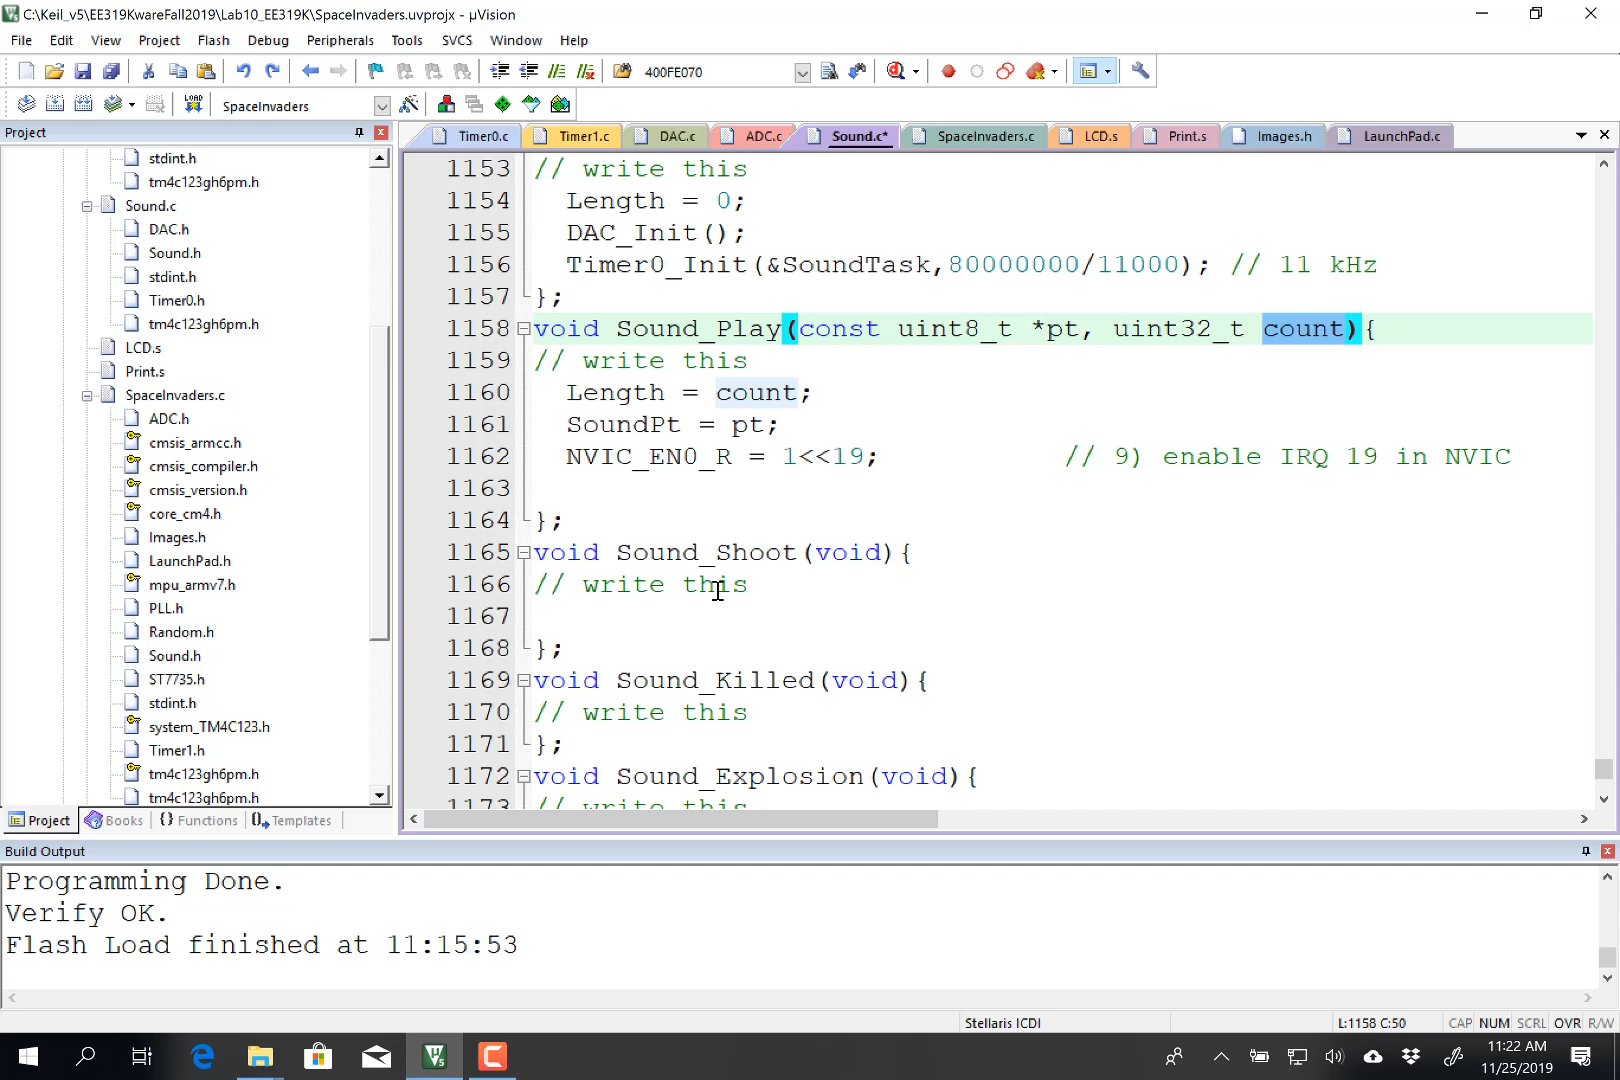 C:\Keil_v5\EE319KwareFall2019\Lab10_EE319K\SpaceInvaders.uvprojx - µVision
File Edit View Project Flash Debug Peripherals Tools SVCS Window Help
400FE070
LOAD SpaceInvaders
Project
Timer0.c Timer1.c DAC.c ADC.c Sound.c* SpaceInvaders.c LCD.s Print.s Images.h LaunchPad.c
stdint.h
tm4c123gh6pm.h
Sound.c
DAC.h
Sound.h
stdint.h
Timer0.h
tm4c123gh6pm.h
LCD.s
Print.s
SpaceInvaders.c
ADC.h
cmsis_armcc.h
cmsis_compiler.h
cmsis_version.h
core_cm4.h
Images.h
LaunchPad.h
mpu_armv7.h
PLL.h
Random.h
Sound.h
ST7735.h
stdint.h
system_TM4C123.h
Timer1.h
tm4c123gh6pm.h
tm4c123gh6pm.h
Project Books {} Functions Templates
1153 // write this
1154 Length = 0;
1155 DAC_Init();
1156 Timer0_Init(&SoundTask,80000000/11000); // 11 kHz
1157 };
1158 void Sound_Play(const uint8_t *pt, uint32_t count){
1159 // write this
1160 Length = count;
1161 SoundPt = pt;
1162 NVIC_EN0_R = 1<<19; // 9) enable IRQ 19 in NVIC
1163
1164 };
1165 void Sound_Shoot(void){
1166 // write this
1167
1168 };
1169 void Sound_Killed(void){
1170 // write this
1171 };
1172 void Sound_Explosion(void){
1173 // write this
Build Output
Programming Done.
Verify OK.
Flash Load finished at 11:15:53
Stellaris ICDI L:1158 C:50 CAP NUM SCRL OVR R/W
11:22 AM
11/25/2019